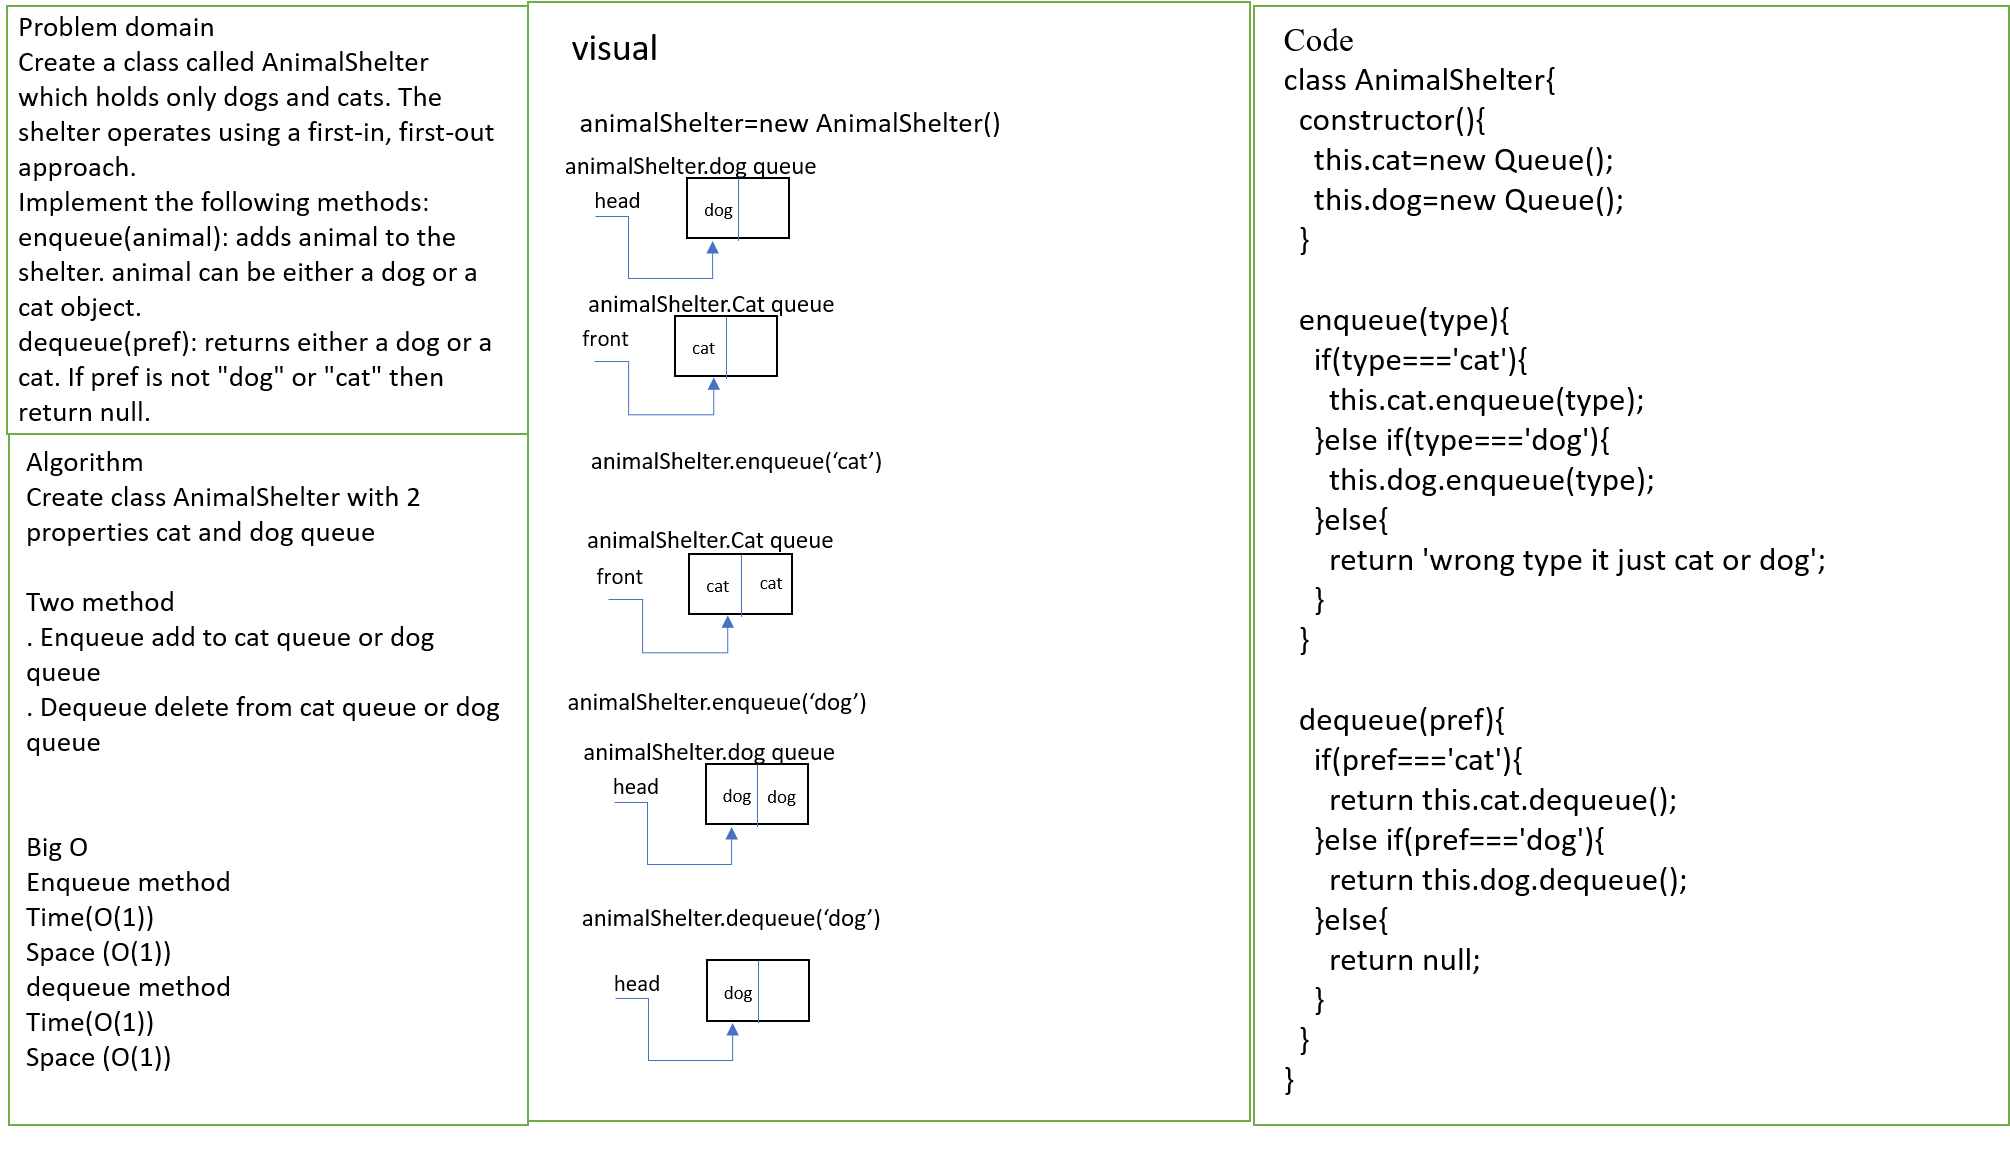 Problem domain
Create a class called AnimalShelter
which holds only dogs and cats. The
shelter operates using a first-in, first-out
approach.
Implement the following methods:
enqueue(animal): adds animal to the
shelter. animal can be either a dog or a
cat object.
dequeue(pref): returns either a dog or a
cat. If pref is not "dog" or "cat" then
return null.
Algorithm
Create class AnimalShelter with 2
properties cat and dog queue
Two method
. Enqueue add to cat queue or dog
queue
. Dequeue delete from cat queue or dog
queue
Big O
Enqueue method
Time(O(1))
Space (O(1))
dequeue method
Time(O(1))
Space (O(1))
visual
animalShelter=new AnimalShelter()
animalShelter.dog queue
head
dog
animalShelter.Cat queue
front
cat
animalShelter.enqueue(‘cat’)
animalShelter.Cat queue
front
cat cat
animalShelter.enqueue(‘dog’)
animalShelter.dog queue
head
dog dog
animalShelter.dequeue(‘dog’)
head
dog
Code
class AnimalShelter{
constructor(){
this.cat=new Queue();
this.dog=new Queue();
}
enqueue(type){
if(type==='cat'){
this.cat.enqueue(type);
}else if(type==='dog'){
this.dog.enqueue(type);
}else{
return 'wrong type it just cat or dog';
}
}
dequeue(pref){
if(pref==='cat'){
return this.cat.dequeue();
}else if(pref==='dog'){
return this.dog.dequeue();
}else{
return null;
}
}
}